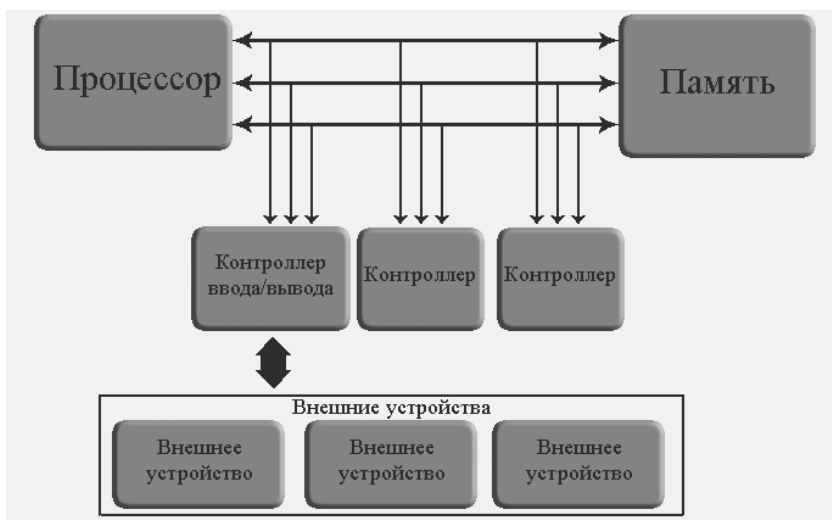 Процессор
Память
Контроллер
ввода/вывода
Контроллер
Контроллер
Внешние устройства
Внешнее
устройство
Внешнее
устройство
Внешнее
устройство